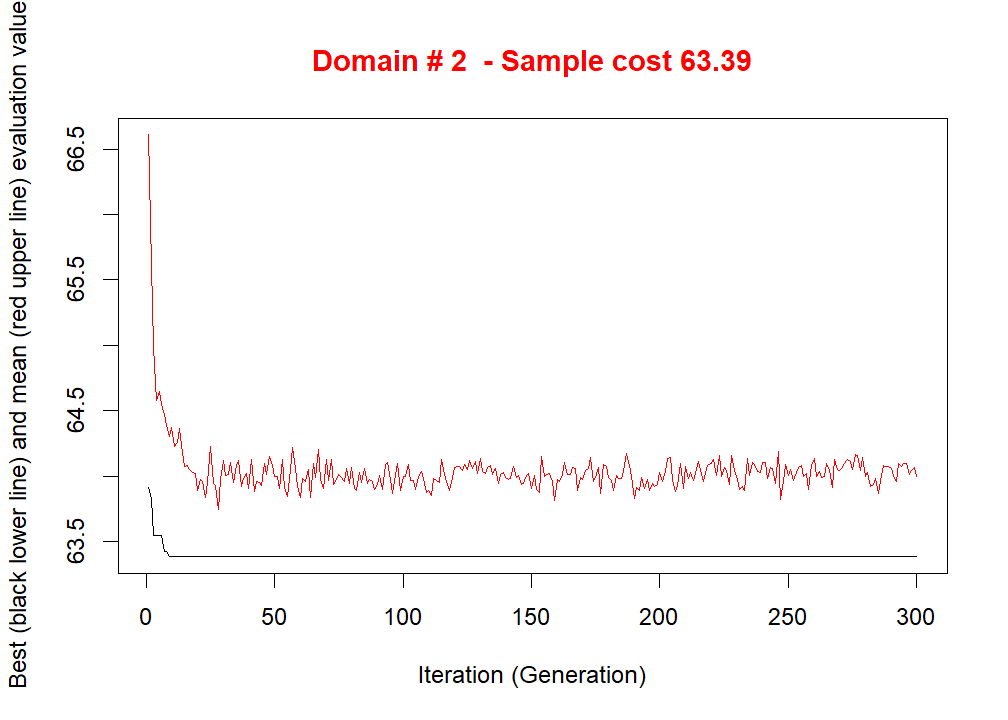 Domain # 2  - Sample cost 63.39
Best (black lower line) and mean (red upper line) evaluation value
66.5
65.5
64.5
63.5
0 50 100 150 200 250 300
Iteration (Generation)